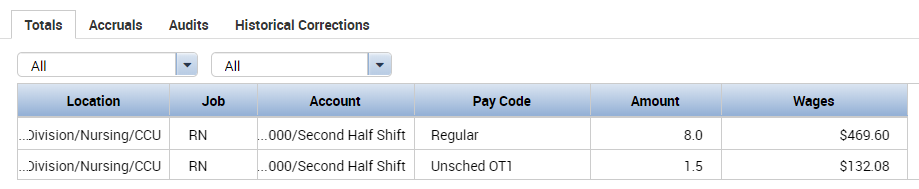 Totals Accruals Audits Historical Corrections
All All
Location Job Account Pay Code Amount Wages
...Division/Nursing/CCU RN ...000/Second Half Shift Regular 8.0 $469.60
...Division/Nursing/CCU RN ...000/Second Half Shift Unsched OT1 1.5 $132.08